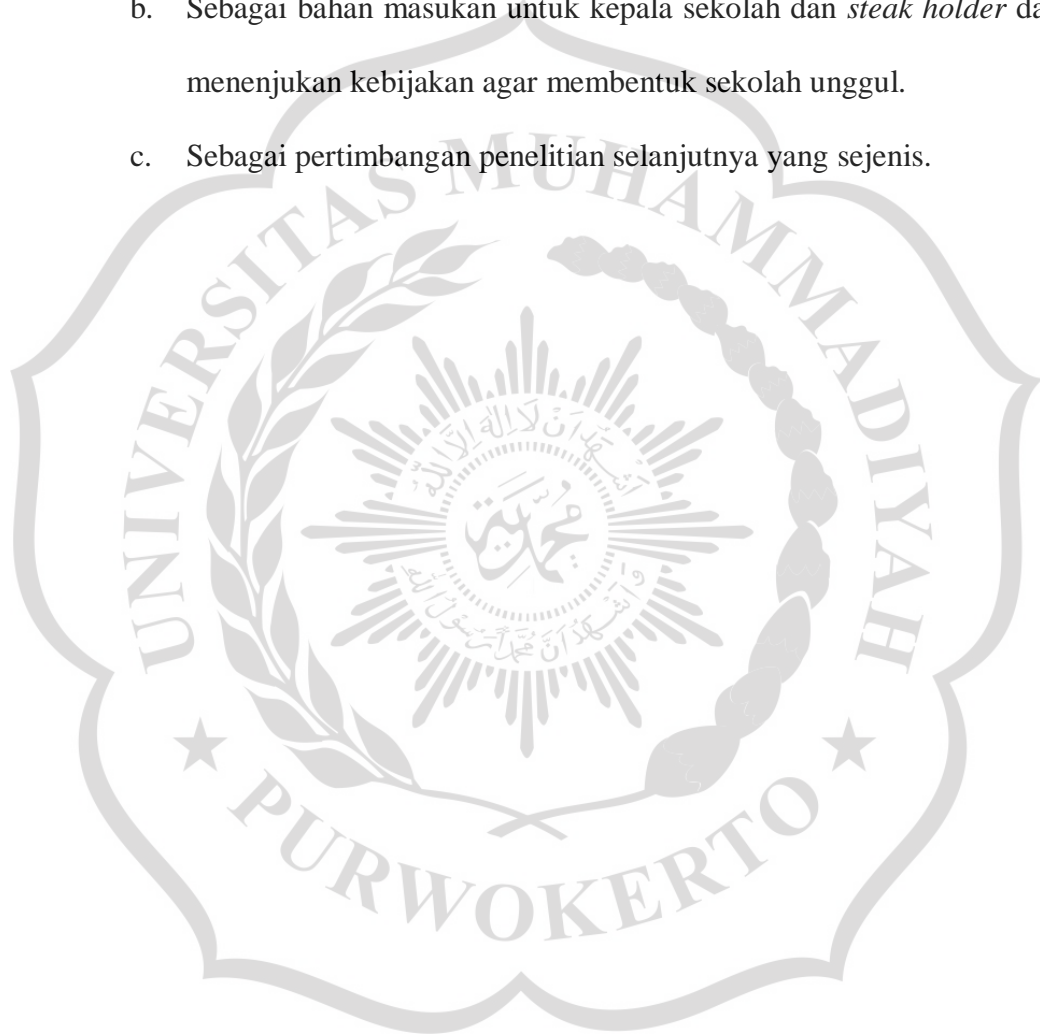 b. Sebagai bahan masukan untuk kepala sekolah dan steak holder
menenjukan kebijakan agar membentuk sekolah unggul.
c. Sebagai pertimbangan penelitian selanjutnya yang sejenis.
UNIVERSITAS MUHAMMADIYAH
PURWOKERTO